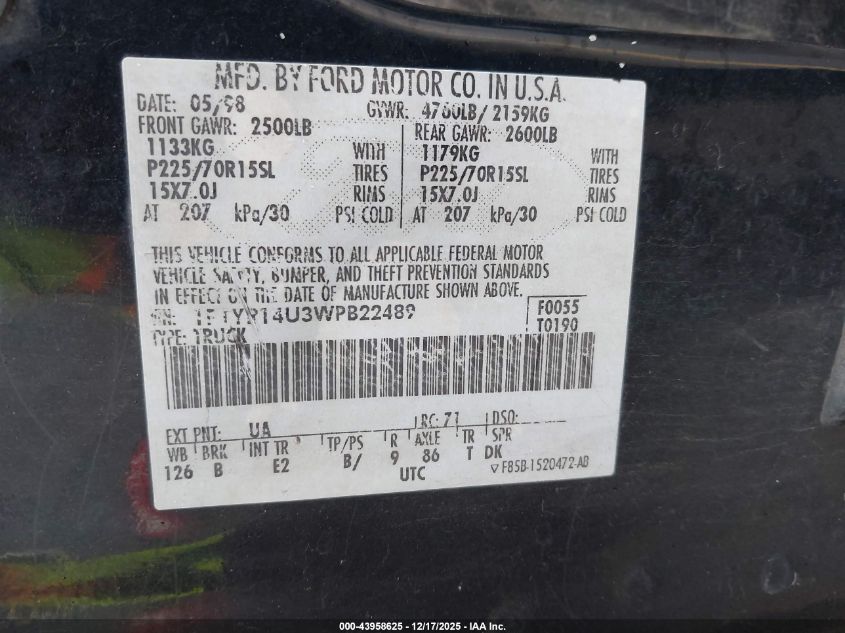 MFD. BY FORD MOTOR CO. IN U.S.A.
DATE: 05/98 GVWR: 4760LB/ 2159KG
FRONT GAWR: 2500LB REAR GAWR: 2600LB
1133KG WITH 1179KG WITH
P225/70R15SL TIRES P225/70R15SL TIRES
15X7.0J RIMS 15X7.0J RIMS
AT 207 kPa/30 PSI COLD AT 207 kPa/30 PSI COLD
THIS VEHICLE CONFORMS TO ALL APPLICABLE FEDERAL MOTOR
VEHICLE SAFETY, BUMPER, AND THEFT PREVENTION STANDARDS
IN EFFECT ON THE DATE OF MANUFACTURE SHOWN ABOVE.
1FTYR14U3WPB22489 F0055
TYPE: TRUCK T0190
EXT PNT: UA RC: 71 DSO:
WB BRK INT TR TP/PS R AXLE TR SPR
126 B E2 B/ 9 86 T DK
UTC F85B-1520472-AB
000-43958625 - 12/17/2025 - IAA Inc.